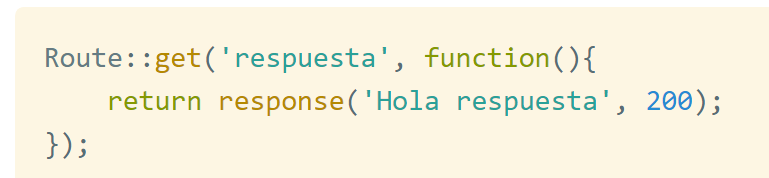 Route::get('respuesta', function(){
    return response('Hola respuesta', 200);
});